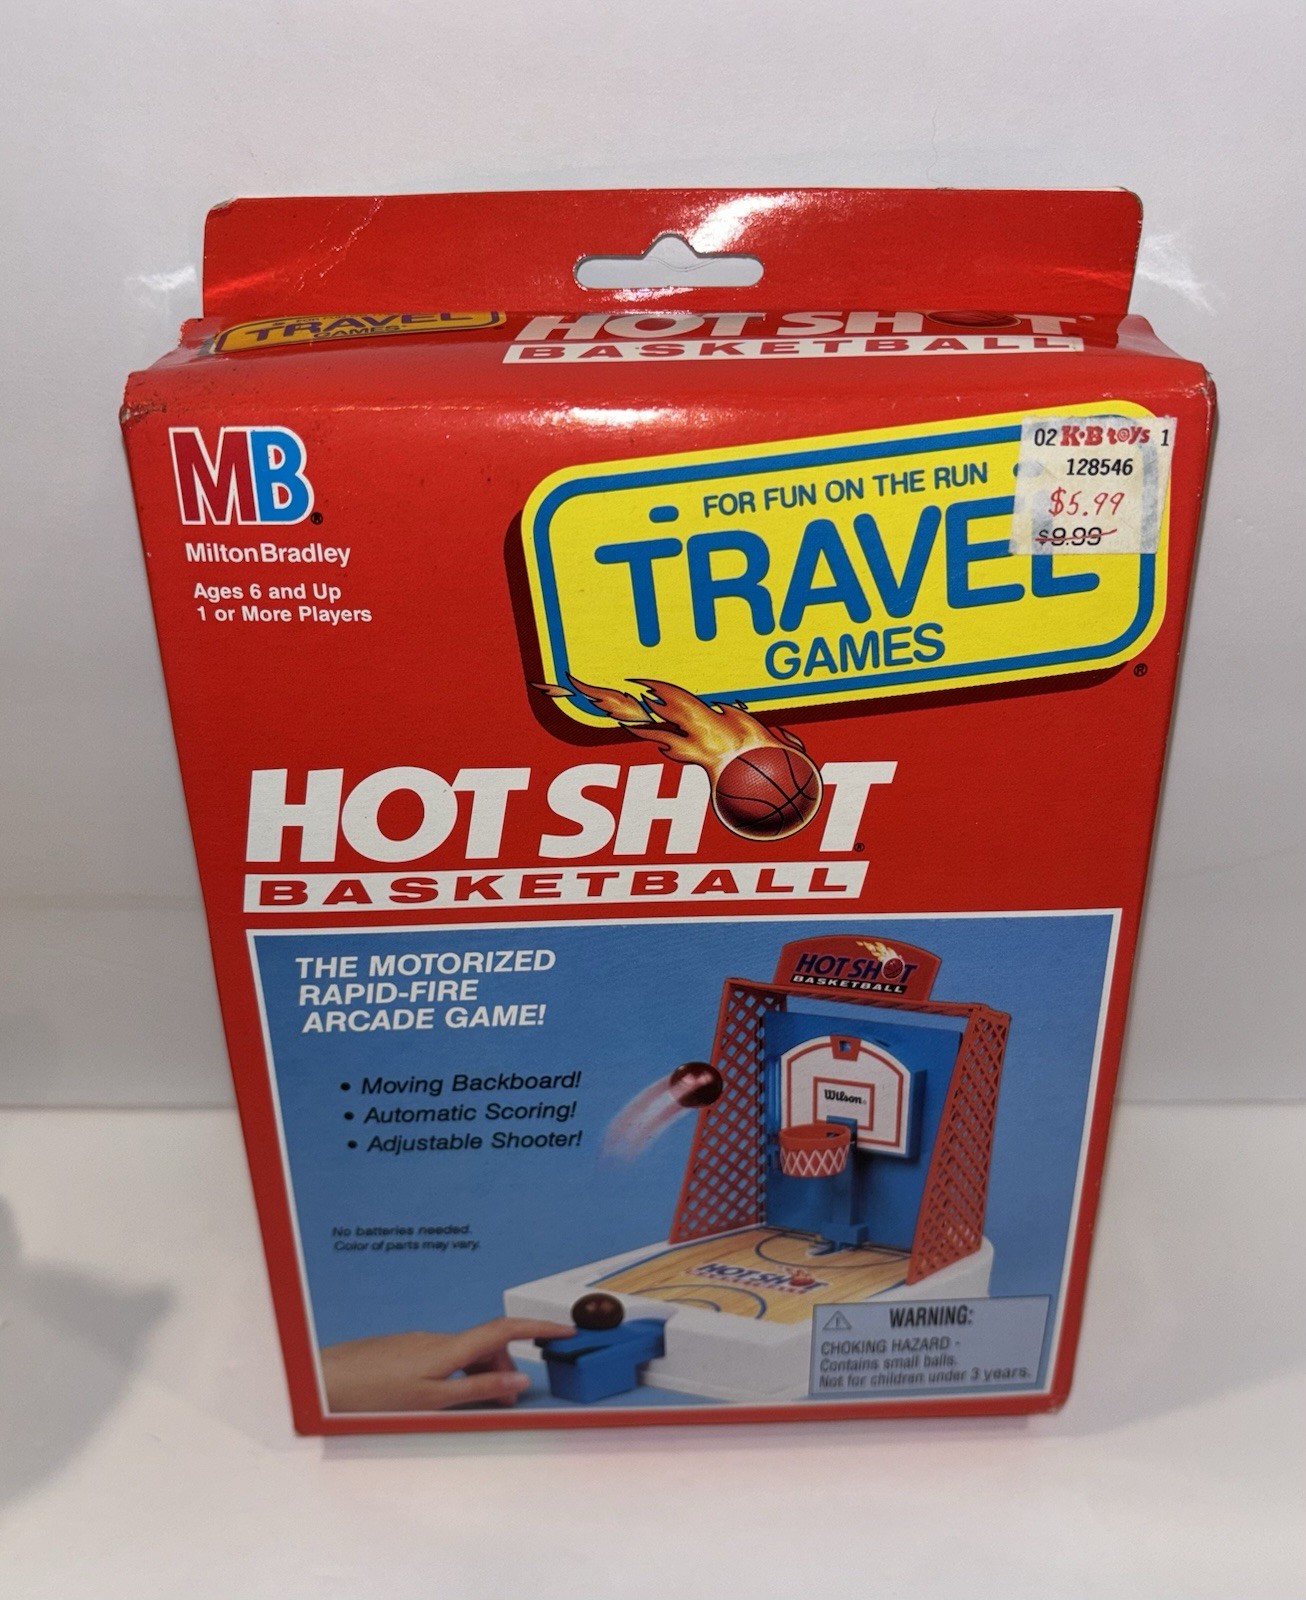 TRAVEL
GAMES
HOT SHOT
BASKETBALL
MB®
Milton Bradley
Ages 6 and Up
1 or More Players
FOR FUN ON THE RUN
TRAVEL
GAMES
®
02 K·B toys 1
128546
$5.99
$9.99
HOT SHOT®
BASKETBALL
THE MOTORIZED
RAPID-FIRE
ARCADE GAME!
• Moving Backboard!
• Automatic Scoring!
• Adjustable Shooter!
No batteries needed.
Color of parts may vary.
HOT SHOT
BASKETBALL
Wilson®
HOT SHOT
WARNING:
CHOKING HAZARD -
Contains small balls.
Not for children under 3 years.